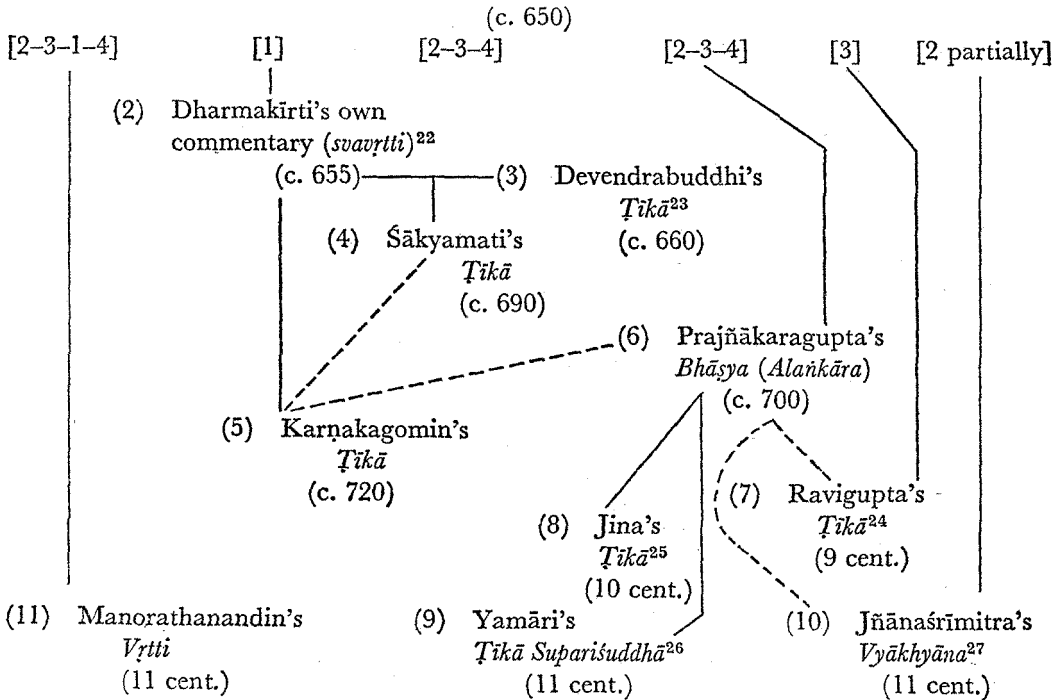 (c. 650)
[2–3–1–4] [1] [2–3–4] [2–3–4] [3] [2 partially]
(2) Dharmakīrti's own
commentary (svavṛtti)²²
(c. 655) (3) Devendrabuddhi's
Ṭīkā²³
(4) Śākyamati's (c. 660)
Ṭīkā
(c. 690)
(6) Prajñākaragupta's
Bhāṣya (Alaṅkāra)
(c. 700)
(5) Karṇakagomin's
Ṭīkā
(c. 720)
(7) Ravigupta's
(8) Jina's Ṭīkā²⁴
Ṭīkā²⁵ (9 cent.)
(10 cent.)
(11) Manorathanandin's (9) Yamāri's (10) Jñānaśrīmitra's
Vṛtti Ṭīkā Supariśuddhā²⁶ Vyākhyāna²⁷
(11 cent.) (11 cent.) (11 cent.)